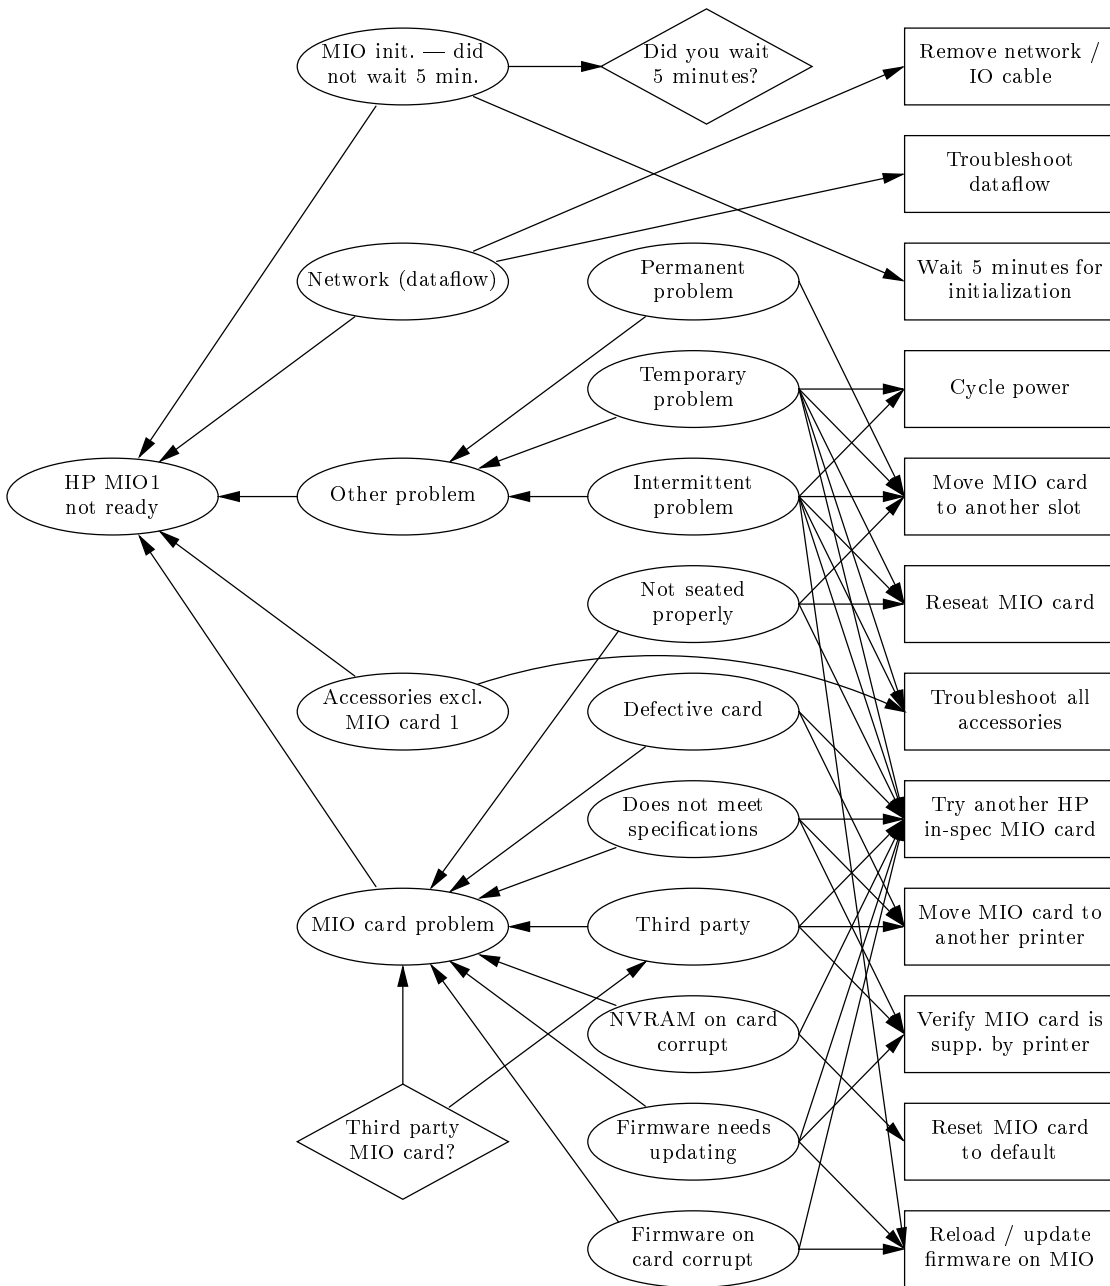 MIO init. — did
not wait 5 min.
Did you wait
5 minutes?
Remove network /
IO cable
Troubleshoot
dataflow
Network (dataflow)
Permanent
problem
Wait 5 minutes for
initialization
Temporary
problem
Cycle power
HP MIO1
not ready
Other problem
Intermittent
problem
Move MIO card
to another slot
Not seated
properly
Reseat MIO card
Accessories excl.
MIO card 1
Defective card
Troubleshoot all
accessories
Does not meet
specifications
Try another HP
in-spec MIO card
MIO card problem
Third party
Move MIO card to
another printer
NVRAM on card
corrupt
Verify MIO card is
supp. by printer
Third party
MIO card?
Firmware needs
updating
Reset MIO card
to default
Firmware on
card corrupt
Reload / update
firmware on MIO